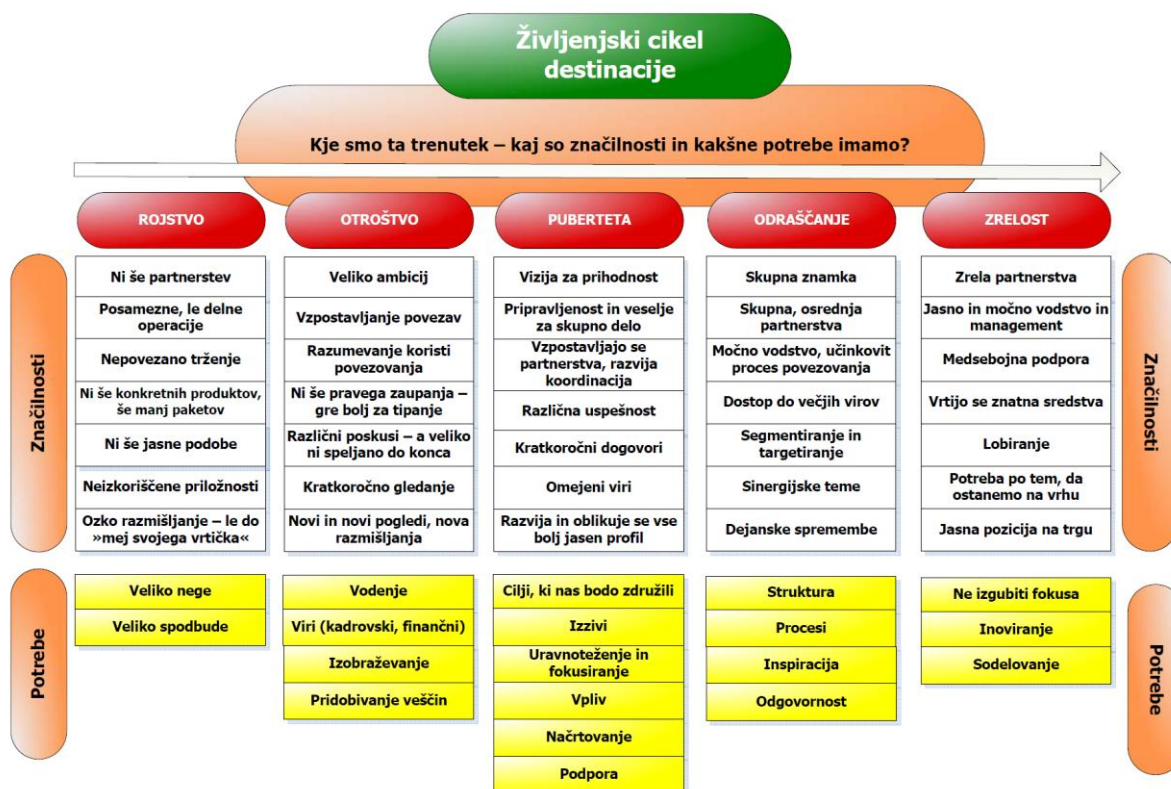 Življenjski cikel
destinacije
Kje smo ta trenutek – kaj so značilnosti in kakšne potrebe imamo?
ROJSTVO
OTROŠTVO
PUBERTETA
ODRAŠČANJE
ZRELOST
Značilnosti
Ni še partnerstev
Posamezne, le delne
operacije
Nepovezano trženje
Ni še konkretnih produktov,
še manj paketov
Ni še jasne podobe
Neizkoriščene priložnosti
Ozko razmišljanje – le do
»mej svojega vrtička«
Veliko ambicij
Vzpostavljanje povezav
Razumevanje koristi
povezovanja
Ni še pravega zaupanja –
gre bolj za tipanje
Različni poskusi – a veliko
ni speljano do konca
Kratkoročno gledanje
Novi in novi pogledi, nova
razmišljanja
Vizija za prihodnost
Pripravljenost in veselje
za skupno delo
Vzpostavljajo se
partnerstva, razvija
koordinacija
Različna uspešnost
Kratkoročni dogovori
Omejeni viri
Razvija in oblikuje se vse
bolj jasen profil
Skupna znamka
Skupna, osrednja
partnerstva
Močno vodstvo, učinkovit
proces povezovanja
Dostop do večjih virov
Segmentiranje in
targetiranje
Sinergijske teme
Dejanske spremembe
Zrela partnerstva
Jasno in močno vodstvo in
management
Medsebojna podpora
Vrtijo se znatna sredstva
Lobiranje
Potreba po tem, da
ostanemo na vrhu
Jasna pozicija na trgu
Značilnosti
Potrebe
Veliko nege
Veliko spodbude
Vodenje
Viri (kadrovski, finančni)
Izobraževanje
Pridobivanje veščin
Cilji, ki nas bodo združili
Izzivi
Uravnoteženje in
fokusiranje
Vpliv
Načrtovanje
Podpora
Struktura
Procesi
Inspiracija
Odgovornost
Ne izgubiti fokusa
Inoviranje
Sodelovanje
Potrebe